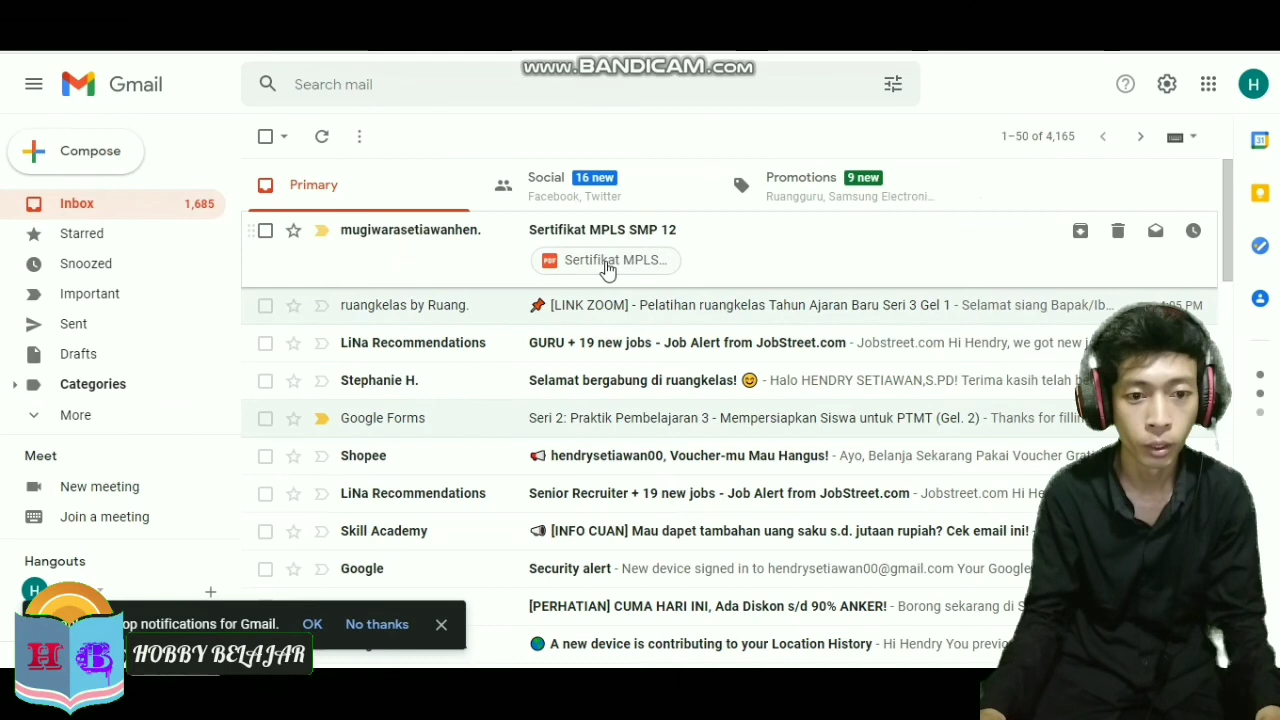 www.BANDICAM.com
Gmail
Search mail
Compose
1–50 of 4,165
Inbox 1,685
Starred
Snoozed
Important
Sent
Drafts
Categories
More
Meet
New meeting
Join a meeting
Hangouts
Primary
Social 16 new
Facebook, Twitter
Promotions 9 new
Ruangguru, Samsung Electroni…
mugiwarasetiawanhen. Sertifikat MPLS SMP 12
PDF Sertifikat MPLS…
ruangkelas by Ruang. [LINK ZOOM] - Pelatihan ruangkelas Tahun Ajaran Baru Seri 3 Gel 1 - Selamat siang Bapak/Ib…
LiNa Recommendations GURU + 19 new jobs - Job Alert from JobStreet.com - Jobstreet.com Hi Hendry, we got new
Stephanie H. Selamat bergabung di ruangkelas! 😊 - Halo HENDRY SETIAWAN,S.PD! Terima kasih telah
Google Forms Seri 2: Praktik Pembelajaran 3 - Mempersiapkan Siswa untuk PTMT (Gel. 2) - Thanks for
Shopee hendrysetiawan00, Voucher-mu Mau Hangus! - Ayo, Belanja Sekarang Pakai Voucher
LiNa Recommendations Senior Recruiter + 19 new jobs - Job Alert from JobStreet.com - Jobstreet.com Hi
Skill Academy [INFO CUAN] Mau dapet tambahan uang saku s.d. jutaan rupiah? Cek email ini!
Google Security alert - New device signed in to hendrysetiawan00@gmail.com Your Google
[PERHATIAN] CUMA HARI INI, Ada Diskon s/d 90% ANKER! - Borong sekarang di
A new device is contributing to your Location History - Hi Hendry You
notifications for Gmail. OK No thanks
H B HOBBY BELAJAR